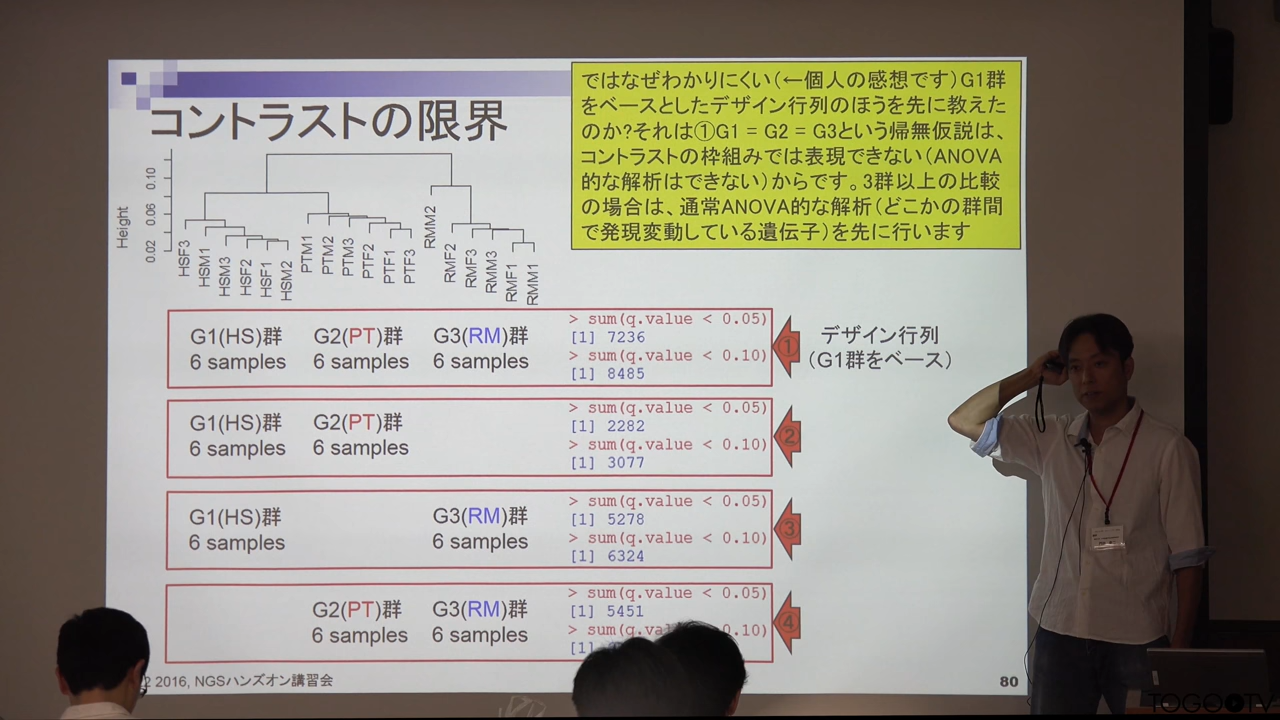 コントラストの限界
ではなぜわかりにくい(←個人の感想です)G1群
をベースとしたデザイン行列のほうを先に教えた
のか?それは①G1 = G2 = G3という帰無仮説は、
コントラストの枠組みでは表現できない(ANOVA
的な解析はできない)からです。3群以上の比較
の場合は、通常ANOVA的な解析(どこかの群間
で発現変動している遺伝子)を先に行います
Height
0.02 0.06 0.10
HSF3
HSM1
HSM3
HSF2
HSF1
HSM2
PTM1
PTM2
PTM3
PTF2
PTF1
PTF3
RMM2
RMF2
RMF3
RMM3
RMF1
RMM1
G1(HS)群 G2(PT)群 G3(RM)群
6 samples 6 samples 6 samples
> sum(q.value < 0.05)
[1] 7236
> sum(q.value < 0.10)
[1] 8485
①
デザイン行列
(G1群をベース)
G1(HS)群 G2(PT)群
6 samples 6 samples
> sum(q.value < 0.05)
[1] 2282
> sum(q.value < 0.10)
[1] 3077
②
G1(HS)群 G3(RM)群
6 samples 6 samples
> sum(q.value < 0.05)
[1] 5278
> sum(q.value < 0.10)
[1] 6324
③
G2(PT)群 G3(RM)群
6 samples 6 samples
> sum(q.value < 0.05)
[1] 5451
> sum(q.va 0.10)
[1]
④
2 2016, NGSハンズオン講習会
80
TOGOTV